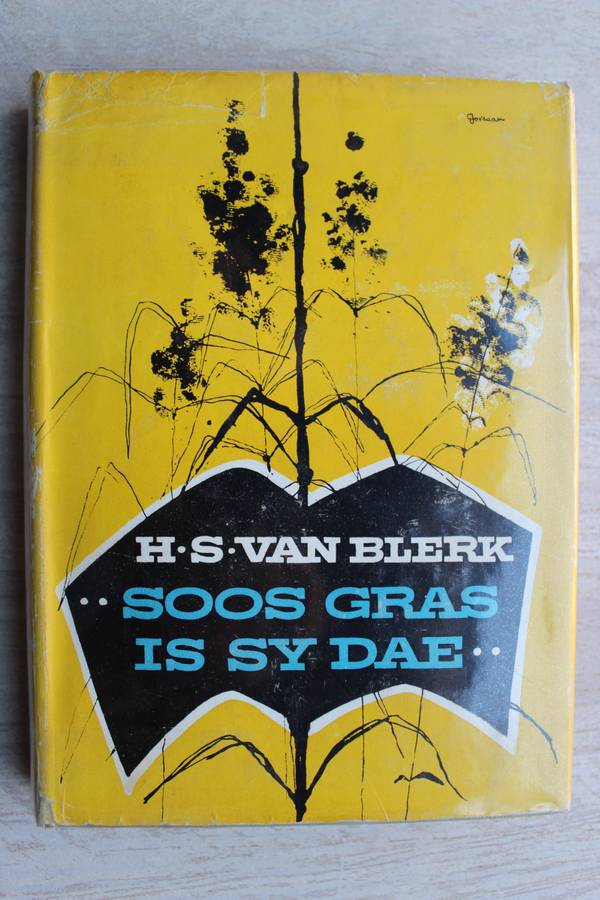 H·S·VAN BLERK
··SOOS GRAS
IS SY DAE··